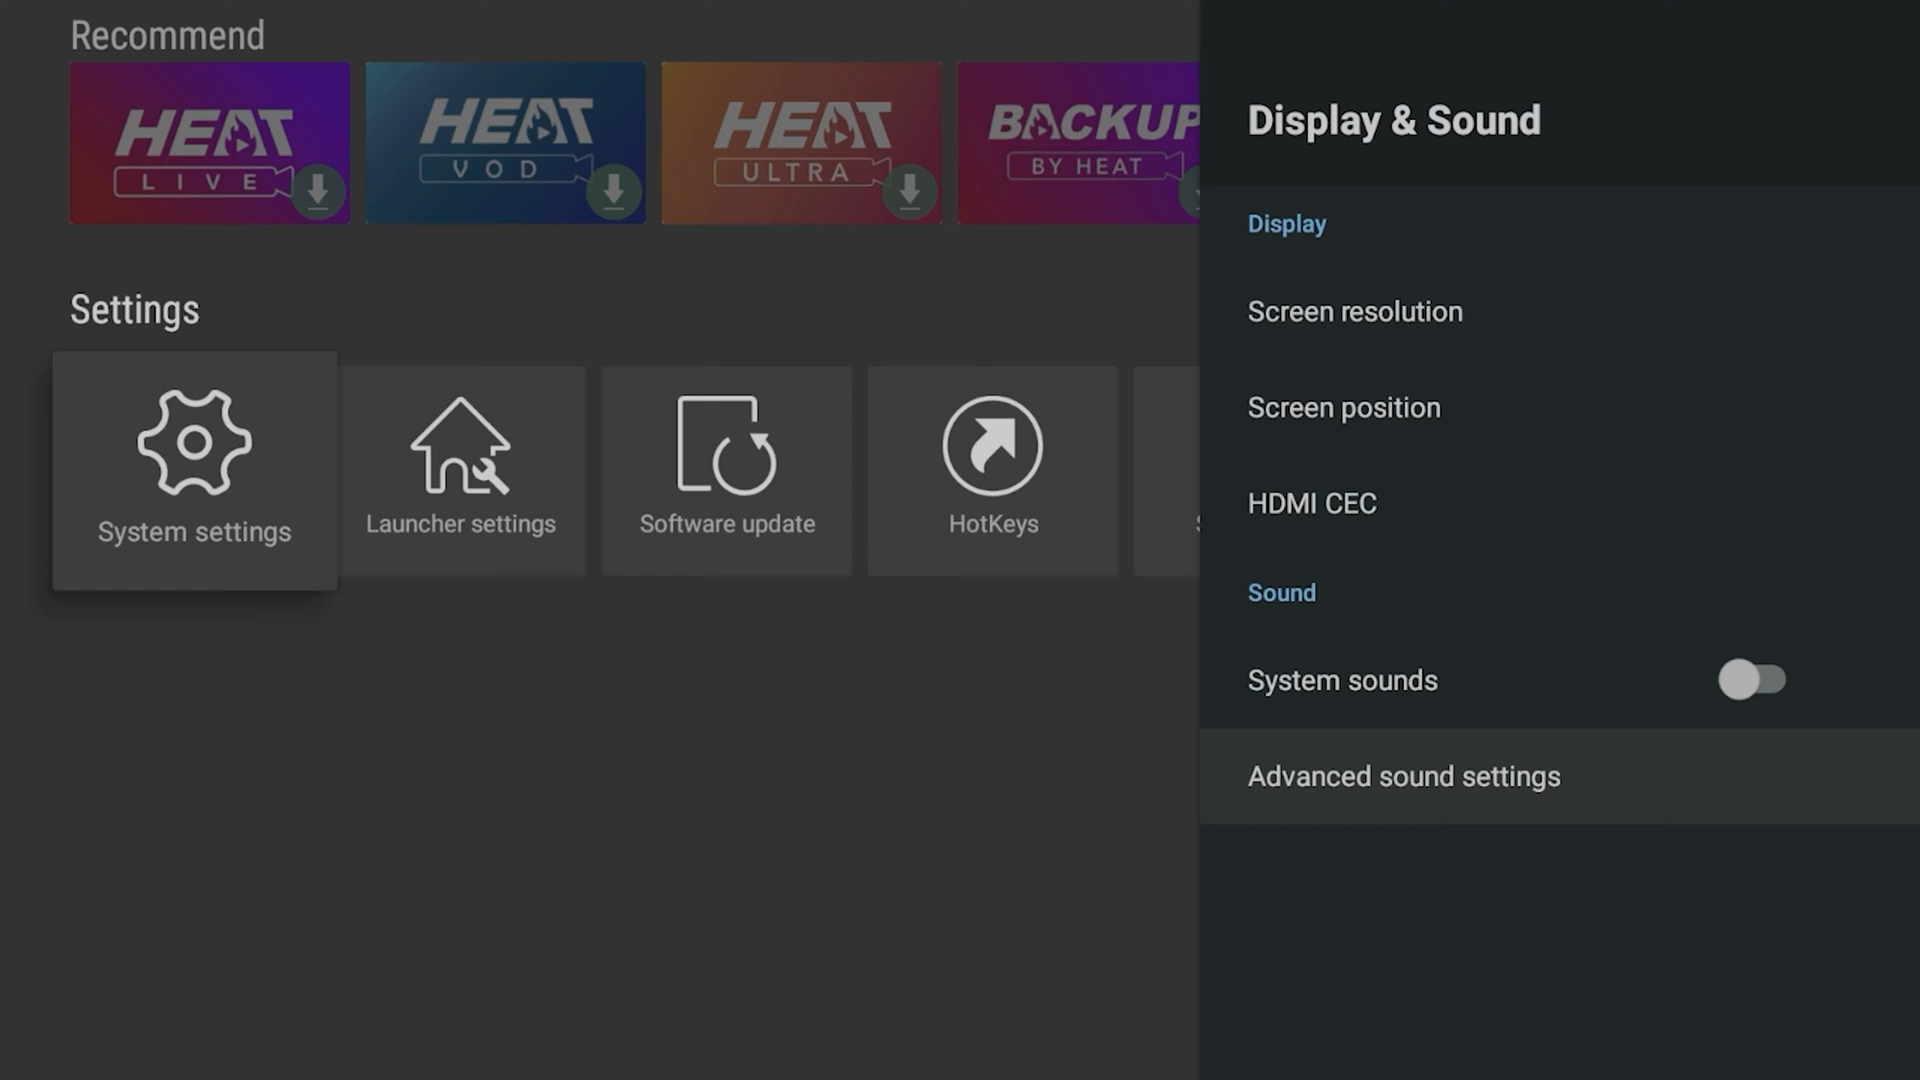 Recommend
HEAT
LIVE
HEAT
VOD
HEAT
ULTRA
BACKUP
BY HEAT
Settings
System settings
Launcher settings
Software update
HotKeys
Display & Sound
Display
Screen resolution
Screen position
HDMI CEC
Sound
System sounds
Advanced sound settings